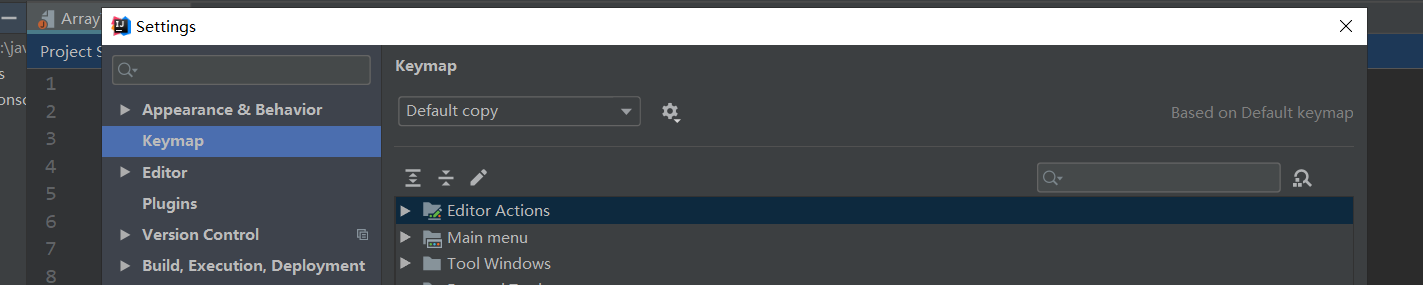 Array
Settings
:\jav
Project S
s
onsc
1
2
3
4
5
6
7
8
Appearance & Behavior
Keymap
Editor
Plugins
Version Control
Build, Execution, Deployment
Keymap
Default copy
Based on Default keymap
Editor Actions
Main menu
Tool Windows